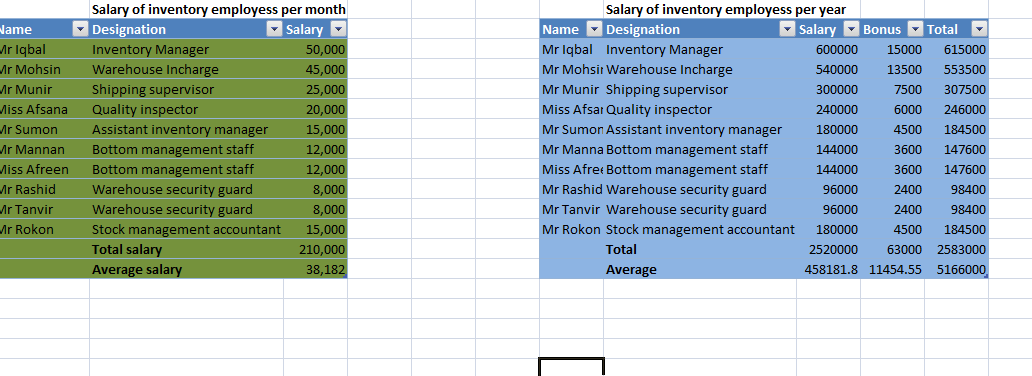 Salary of inventory employess per month
Name Designation Salary
Mr Iqbal Inventory Manager 50,000
Mr Mohsin Warehouse Incharge 45,000
Mr Munir Shipping supervisor 25,000
Miss Afsana Quality inspector 20,000
Mr Sumon Assistant inventory manager 15,000
Mr Mannan Bottom management staff 12,000
Miss Afreen Bottom management staff 12,000
Mr Rashid Warehouse security guard 8,000
Mr Tanvir Warehouse security guard 8,000
Mr Rokon Stock management accountant 15,000
Total salary 210,000
Average salary 38,182
Salary of inventory employess per year
Name Designation Salary Bonus Total
Mr Iqbal Inventory Manager 600000 15000 615000
Mr Mohsi Warehouse Incharge 540000 13500 553500
Mr Munir Shipping supervisor 300000 7500 307500
Miss Afsa Quality inspector 240000 6000 246000
Mr Sumon Assistant inventory manager 180000 4500 184500
Mr Manna Bottom management staff 144000 3600 147600
Miss Afre Bottom management staff 144000 3600 147600
Mr Rashid Warehouse security guard 96000 2400 98400
Mr Tanvir Warehouse security guard 96000 2400 98400
Mr Rokon Stock management accountant 180000 4500 184500
Total 2520000 63000 2583000
Average 458181.8 11454.55 5166000